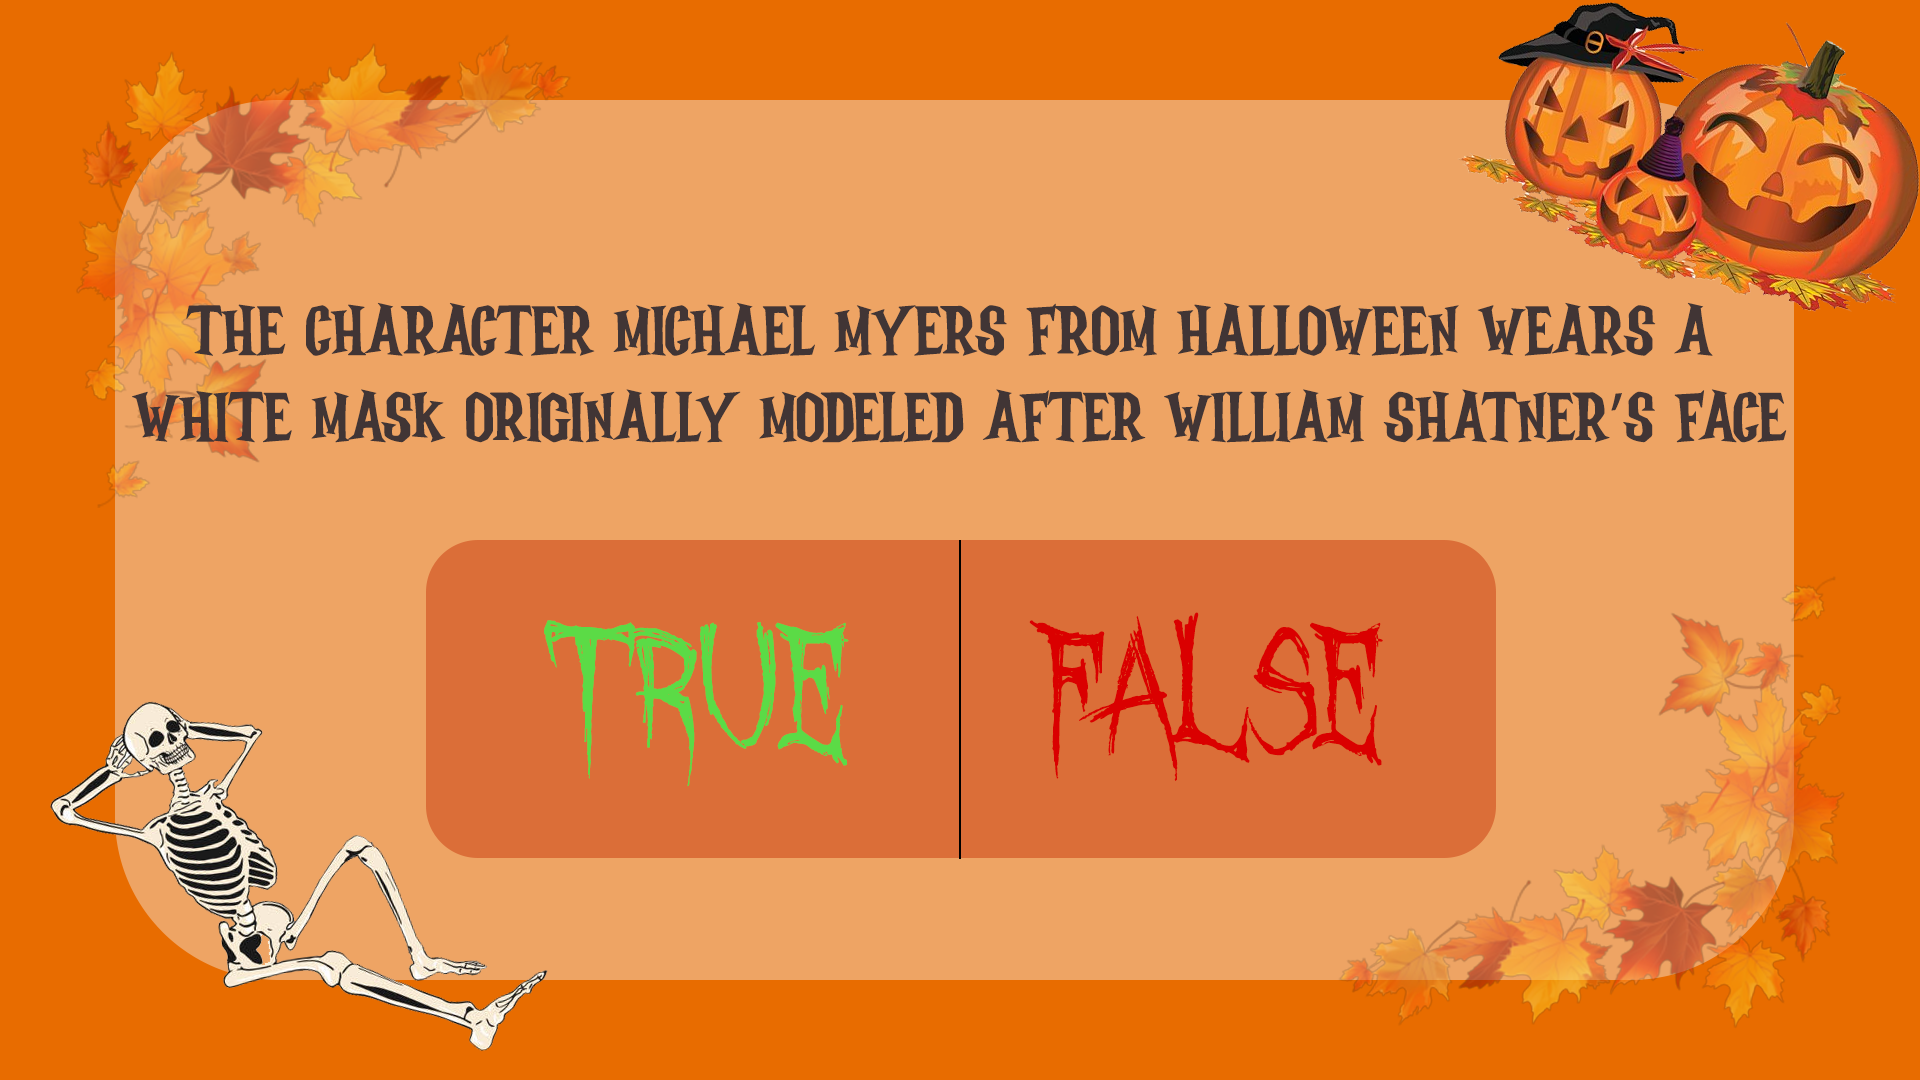 THE CHARACTER MICHAEL MYERS FROM HALLOWEEN WEARS A
WHITE MASK ORIGINALLY MODELED AFTER WILLIAM SHATNER'S FACE
TRUE
FALSE